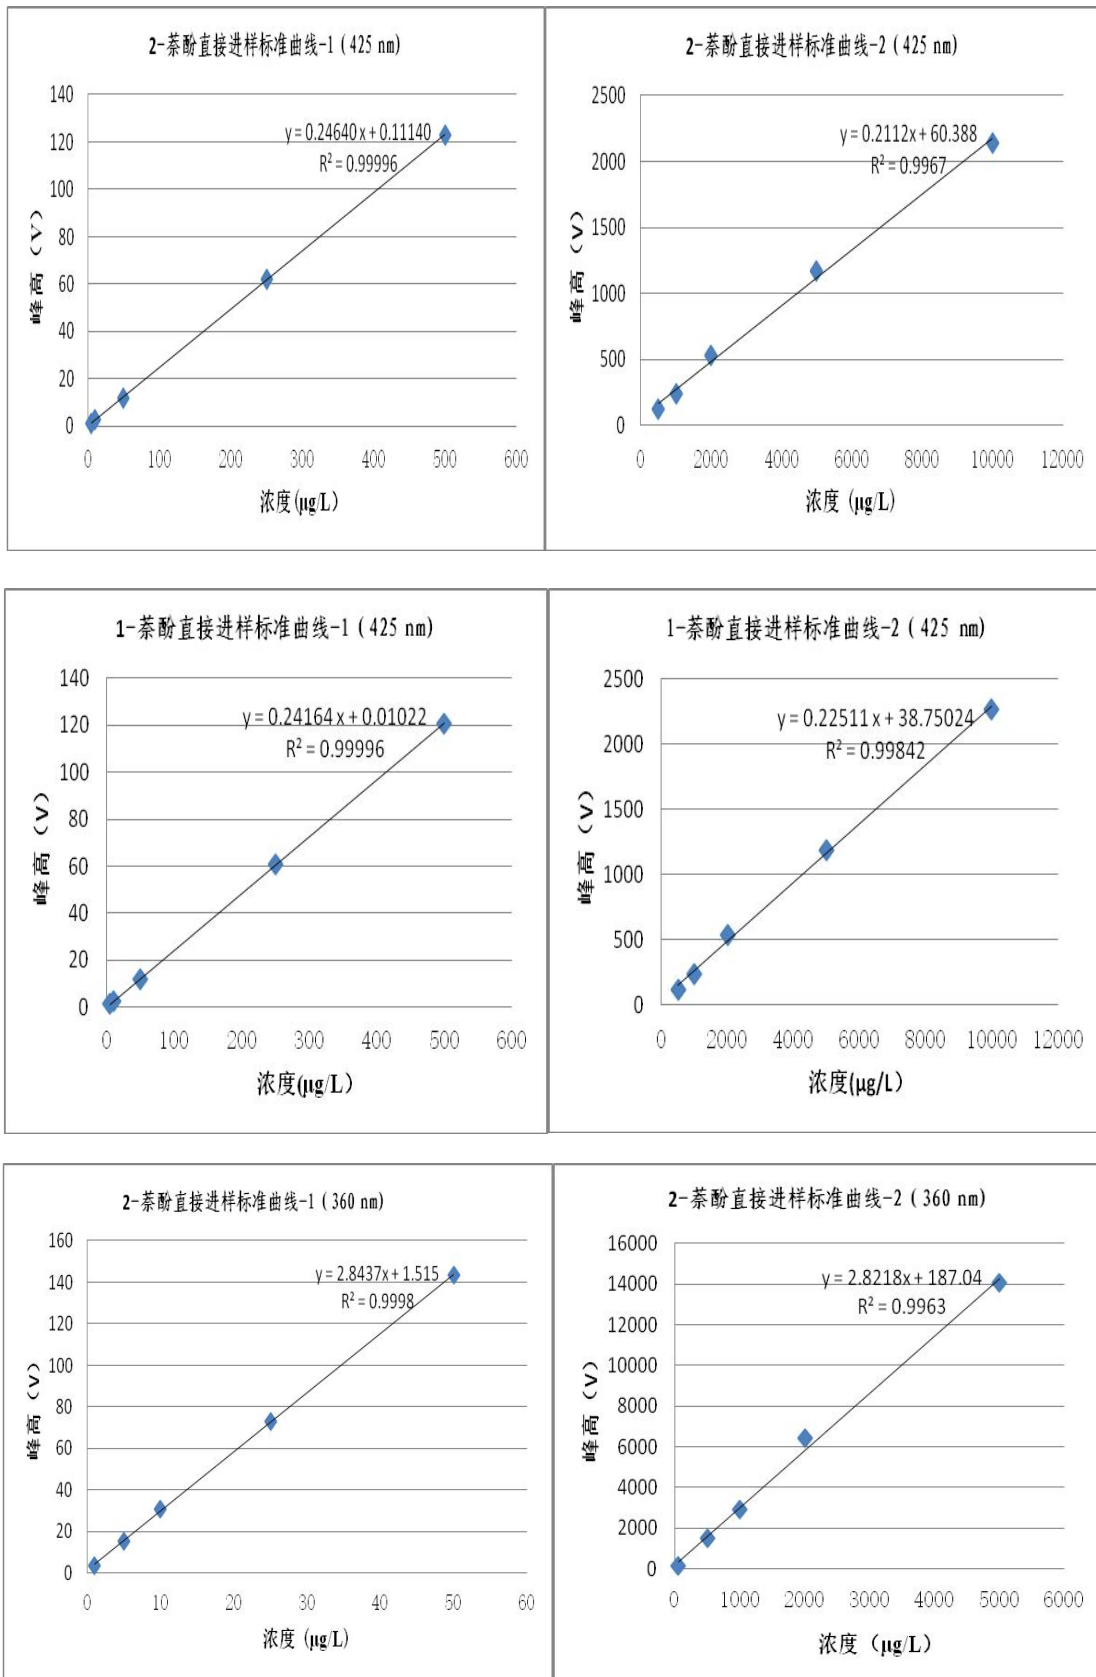 2-萘酚直接进样标准曲线-1 ( 425 nm)
140
120
100
80
60
40
20
0
峰高（V）
y = 0.24640x + 0.11140
R² = 0.99996
0 100 200 300 400 500 600
浓度(μg/L)
2-萘酚直接进样标准曲线-2 ( 425 nm)
2500
2000
1500
1000
500
0
峰高（V）
y = 0.2112x + 60.388
R² = 0.9967
0 2000 4000 6000 8000 10000 12000
浓度 (μg/L)
1-萘酚直接进样标准曲线-1 ( 425 nm)
140
120
100
80
60
40
20
0
峰高（V）
y = 0.24164x + 0.01022
R² = 0.99996
0 100 200 300 400 500 600
浓度(μg/L)
1-萘酚直接进样标准曲线-2 ( 425 nm)
2500
2000
1500
1000
500
0
峰高（V）
y = 0.22511x + 38.75024
R² = 0.99842
0 2000 4000 6000 8000 10000 12000
浓度(μg/L)
2-萘酚直接进样标准曲线-1 ( 360 nm)
160
140
120
100
80
60
40
20
0
峰高（V）
y = 2.8437x + 1.515
R² = 0.9998
0 10 20 30 40 50 60
浓度 (μg/L)
2-萘酚直接进样标准曲线-2 ( 360 nm)
16000
14000
12000
10000
8000
6000
4000
2000
0
峰高（V）
y = 2.8218x + 187.04
R² = 0.9963
0 1000 2000 3000 4000 5000 6000
浓度（μg/L）